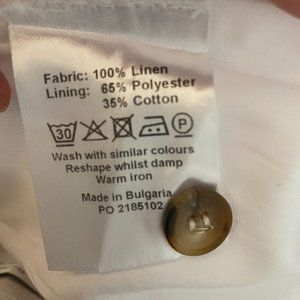 Fabric: 100% Linen
Lining: 65% Polyester
35% Cotton
30 P
Wash with similar colours
Reshape whilst damp
Warm iron
Made in Bulgaria
PO 2185102